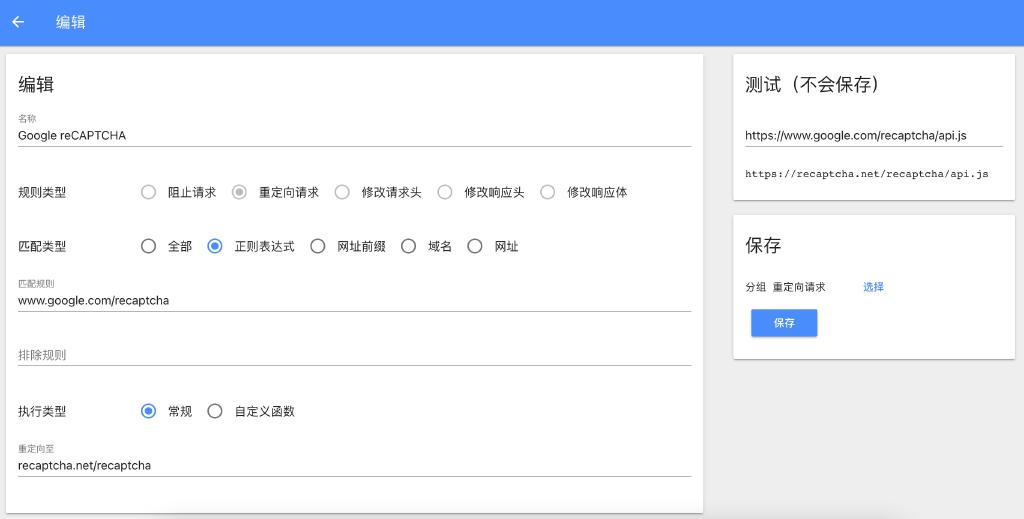 编辑
编辑
名称
Google reCAPTCHA
规则类型 阻止请求 重定向请求 修改请求头 修改响应头 修改响应体
匹配类型 全部 正则表达式 网址前缀 域名 网址
匹配规则
www.google.com/recaptcha
排除规则
执行类型 常规 自定义函数
重定向至
recaptcha.net/recaptcha
测试（不会保存）
https://www.google.com/recaptcha/api.js
https://recaptcha.net/recaptcha/api.js
保存
分组 重定向请求 选择
保存